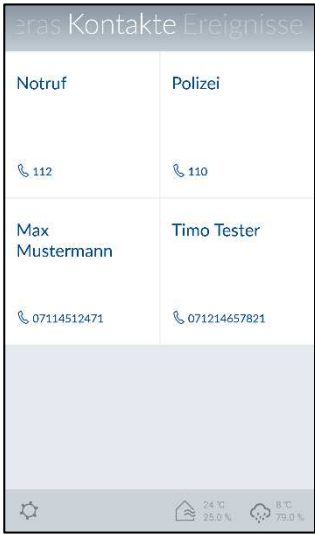 eras Kontakte Ereignisse
Notruf
Polizei
112
110
Max
Mustermann
Timo Tester
07114512471
071214657821
24 °C
25.0 %
8 °C
79.0 %